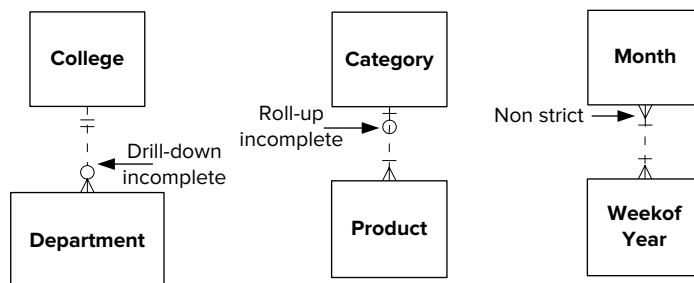 College
Drill-down
incomplete
Department
Category
Roll-up
incomplete
Product
Month
Non strict
Weekof
Year